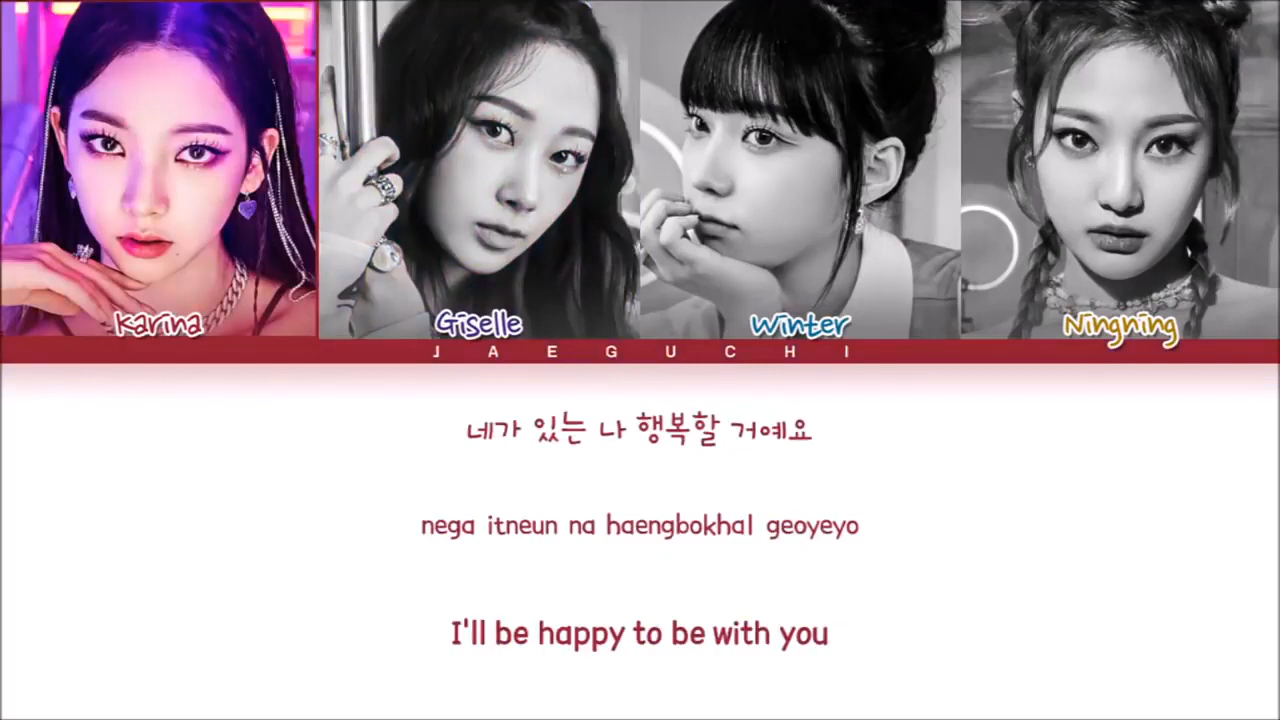 Karina
Giselle
Winter
Ningning
JAEGUCHI
네가 있는 나 행복할 거예요
nega itneun na haengbokhal geoyeyo
I'll be happy to be with you